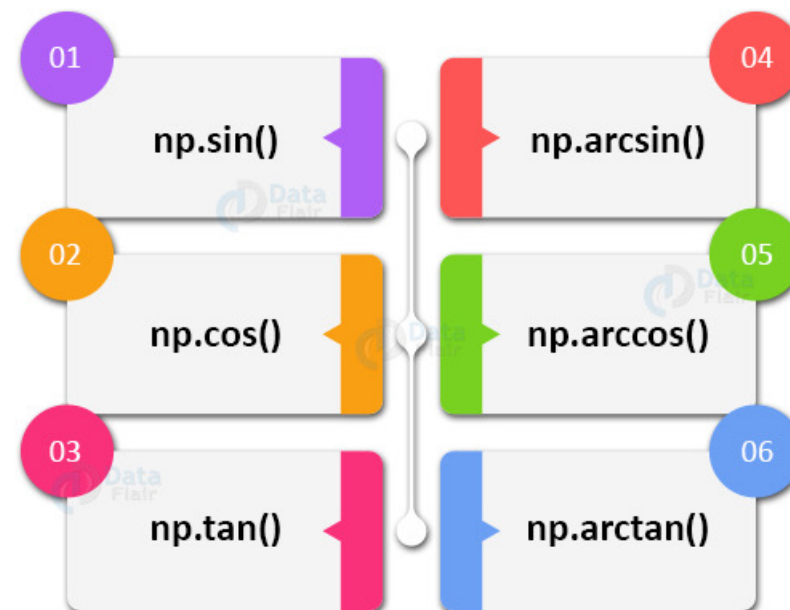 01
np.sin()
02
np.cos()
03
np.tan()
04
np.arcsin()
05
np.arccos()
06
np.arctan()
Data
Flair
Data
Flair
Data
Flair
Data
Flair